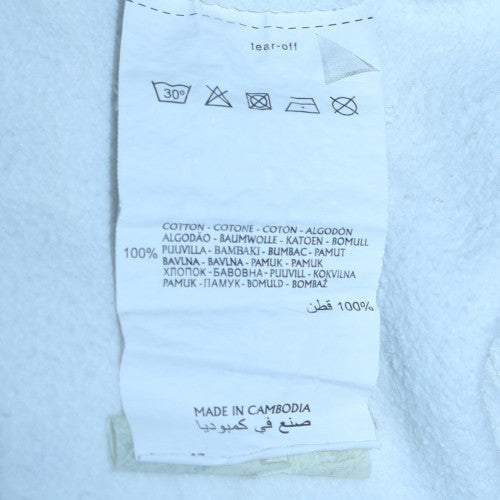 tear-off
30°
COTTON - COTONE - COTON - ALGODÓN
ALGODÃO - BAUMWOLLE - KATOEN - BOMULL
100% PUUVILLA - BAMBAKI - BUMBAC - PAMUT
BAVLNA - BAVLNA - PAMUK - PAMUK
ХЛОПОК - БАВОВНА - PUUVILL - KOKVILNA
PAMUK - ПАМУК - BOMULD - BOMBAŽ
100% قطن
MADE IN CAMBODIA
صنع في كمبوديا